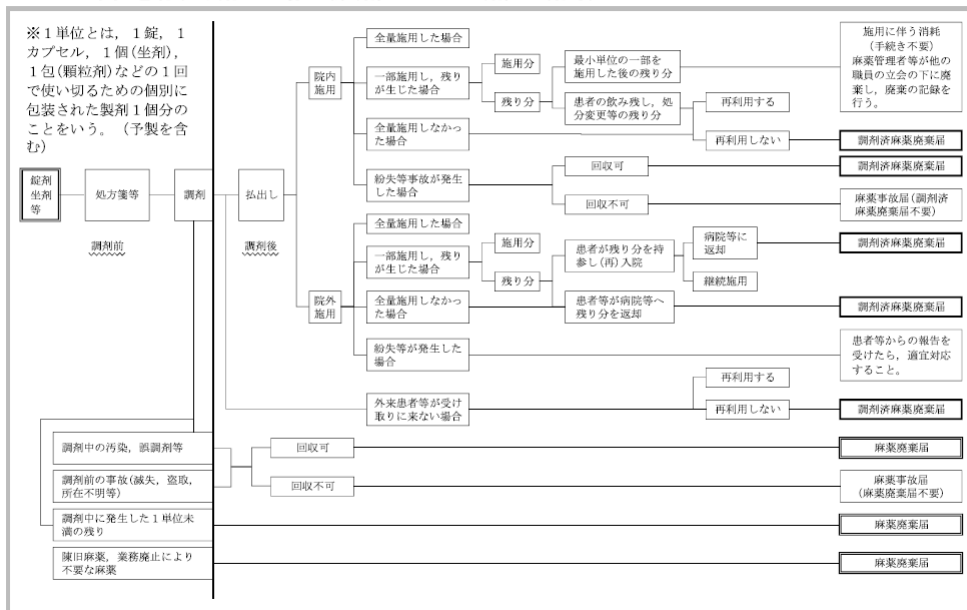 ※１単位とは，１錠，１
カプセル，１個(坐剤)，
１包(顆粒剤)などの１回
で使い切るための個別に
包装された製剤１個分の
ことをいう。（予製を含
む）
錠剤
坐剤
等
処方箋等
調剤
払出し
調剤前
調剤後
院内
施用
全量施用した場合
一部施用し，残り
が生じた場合
施用分
残り分
最小単位の一部を
施用した後の残り分
患者の飲み残し，処
分変更等の残り分
施用に伴う消耗
（手続き不要）
麻薬管理者等が他の
職員の立会の下に廃
棄し，廃棄の記録を
行う。
全量施用しなかっ
た場合
再利用する
再利用しない
調剤済麻薬廃棄届
紛失等事故が発生
した場合
回収可
調剤済麻薬廃棄届
回収不可
麻薬事故届(調剤済
麻薬廃棄届不要)
院外
施用
全量施用した場合
一部施用し，残り
が生じた場合
施用分
残り分
患者が残り分を持
参し(再)入院
病院等に
返却
調剤済麻薬廃棄届
継続施用
全量施用しなかっ
た場合
患者等が病院等へ
残り分を返却
調剤済麻薬廃棄届
紛失等が発生した
場合
患者等からの報告を
受けたら，適宜対応
すること。
外来患者等が受け
取りに来ない場合
再利用する
再利用しない
調剤済麻薬廃棄届
調剤中の汚染，誤調剤等
回収可
麻薬廃棄届
調剤前の事故(滅失，盗取，
所在不明等)
回収不可
麻薬事故届
(麻薬廃棄届不要)
調剤中に発生した１単位未
満の残り
麻薬廃棄届
陳旧麻薬，業務廃止により
不要な麻薬
麻薬廃棄届